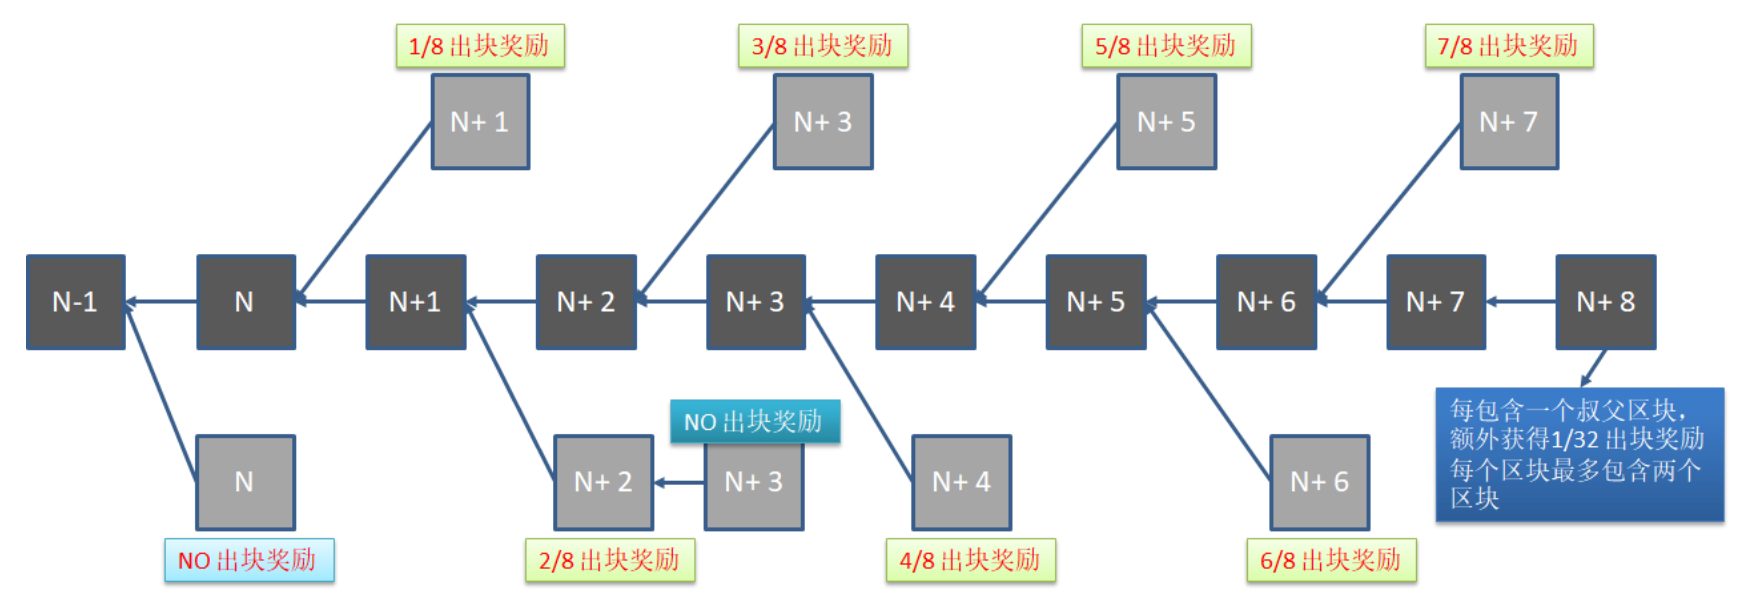 1/8 出块奖励
3/8 出块奖励
5/8 出块奖励
7/8 出块奖励
N+ 1
N+ 3
N+ 5
N+ 7
N-1
N
N+1
N+ 2
N+ 3
N+ 4
N+ 5
N+ 6
N+ 7
N+ 8
NO 出块奖励
每包含一个叔父区块，
额外获得1/32 出块奖励
每个区块最多包含两个
区块
N
N+ 2
N+ 3
N+ 4
N+ 6
NO 出块奖励
2/8 出块奖励
4/8 出块奖励
6/8 出块奖励